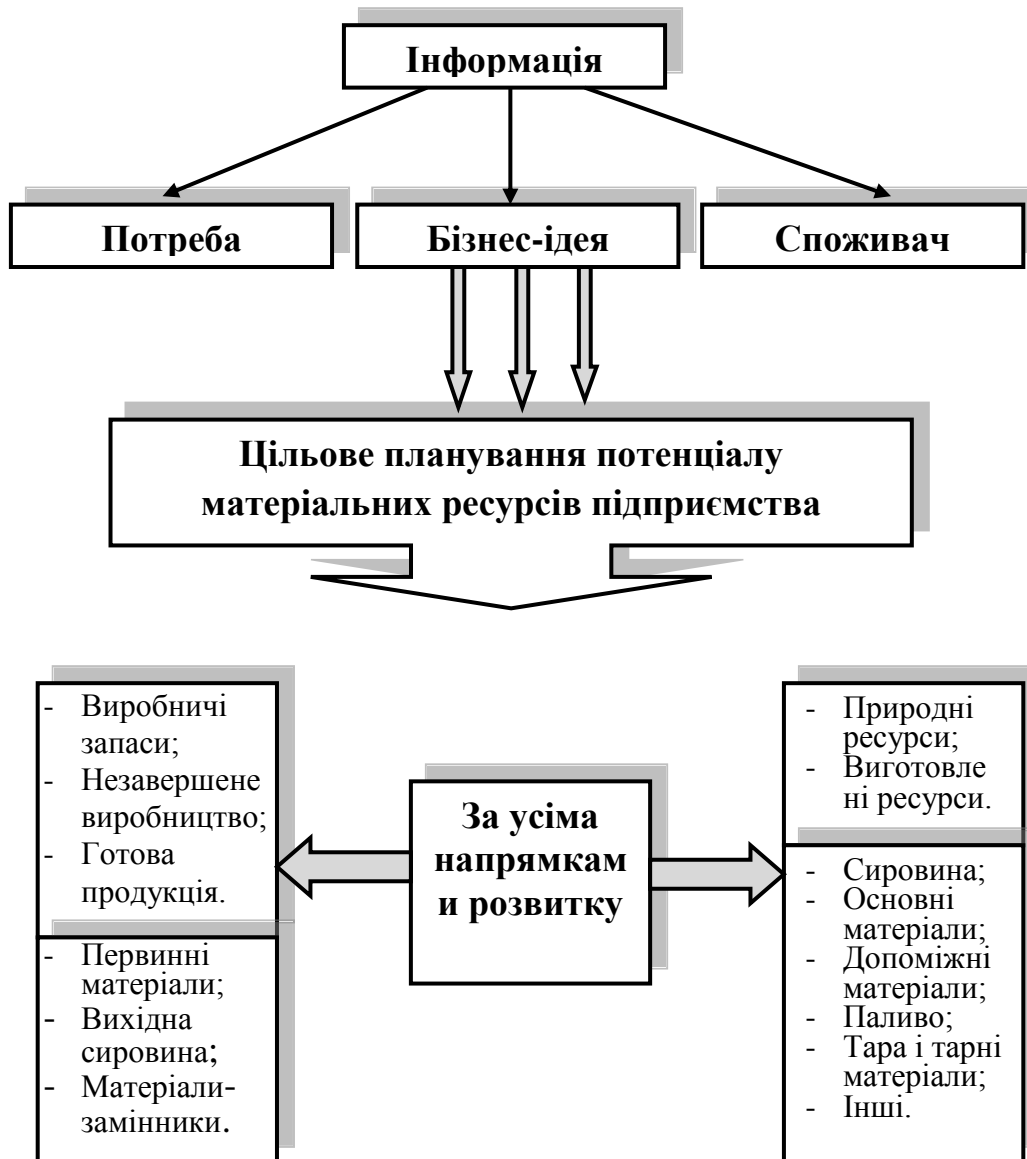 Інформація
Потреба
Бізнес-ідея
Споживач
Цільове планування потенціалу
матеріальних ресурсів підприємства
- Виробничі
запаси;
- Незавершене
виробництво;
- Готова
продукція.
- Первинні
матеріали;
- Вихідна
сировина;
- Матеріали-
замінники.
За усіма
напрямкам
и розвитку
- Природні
ресурси;
- Виготовле
ні ресурси.
- Сировина;
- Основні
матеріали;
- Допоміжні
матеріали;
- Паливо;
- Тара і тарні
матеріали;
- Інші.